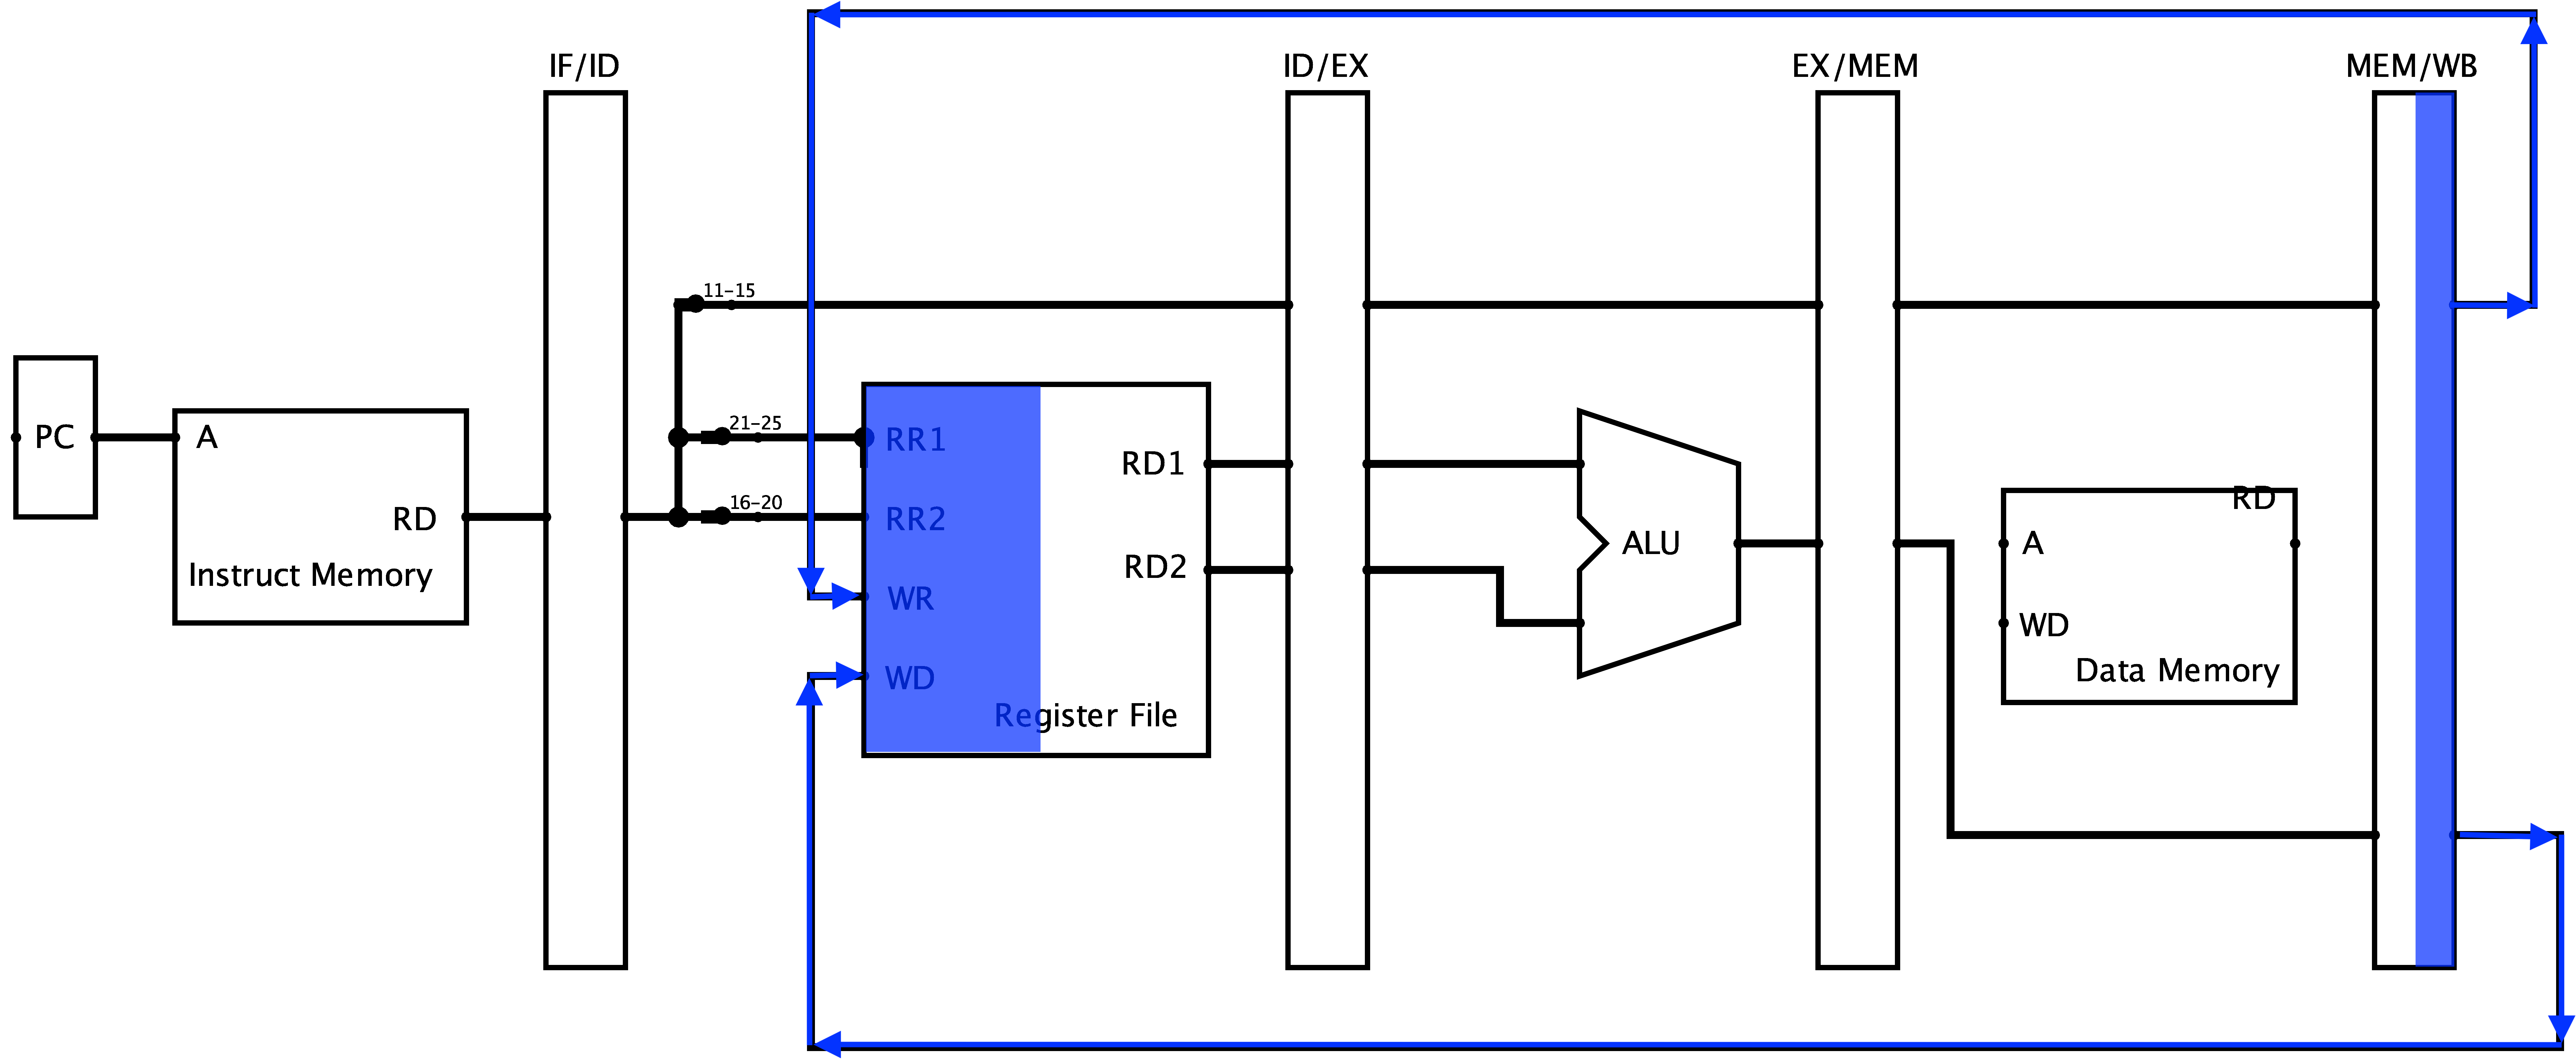 IF/ID
ID/EX
EX/MEM
MEM/WB
11-15
21-25
16-20
PC
A
RD
Instruct Memory
RR1
RR2
WR
WD
RD1
RD2
Register File
ALU
RD
A
WD
Data Memory